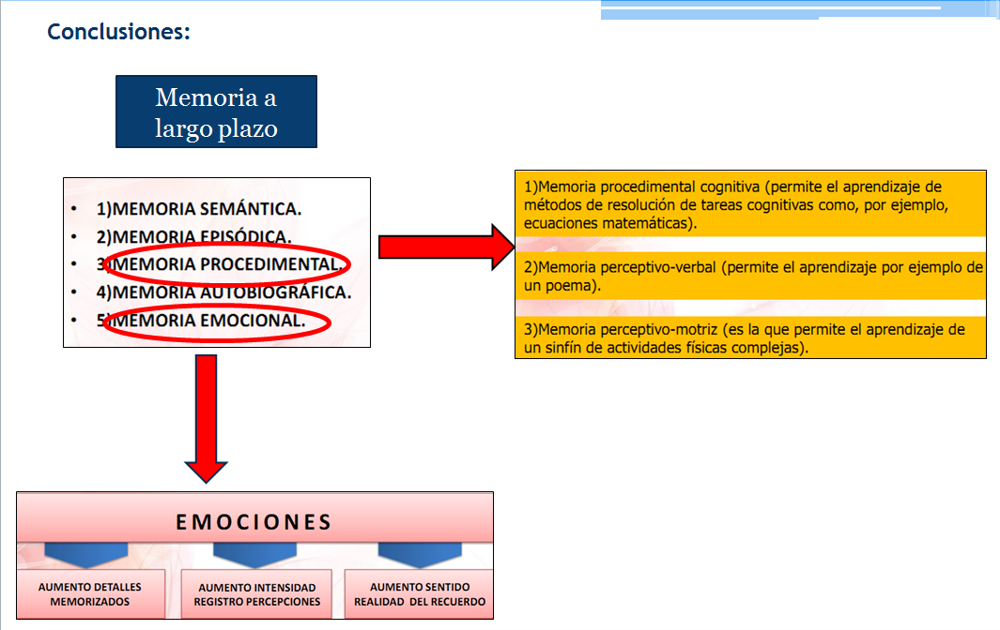 Conclusiones:
Memoria a
largo plazo
• 1)MEMORIA SEMÁNTICA.
• 2)MEMORIA EPISÓDICA.
• 3)MEMORIA PROCEDIMENTAL.
• 4)MEMORIA AUTOBIOGRÁFICA.
• 5)MEMORIA EMOCIONAL.
1)Memoria procedimental cognitiva (permite el aprendizaje de
métodos de resolución de tareas cognitivas como, por ejemplo,
ecuaciones matemáticas).
2)Memoria perceptivo-verbal (permite el aprendizaje por ejemplo de
un poema).
3)Memoria perceptivo-motriz (es la que permite el aprendizaje de
un sinfín de actividades físicas complejas).
EMOCIONES
AUMENTO DETALLES
MEMORIZADOS
AUMENTO INTENSIDAD
REGISTRO PERCEPCIONES
AUMENTO SENTIDO
REALIDAD DEL RECUERDO